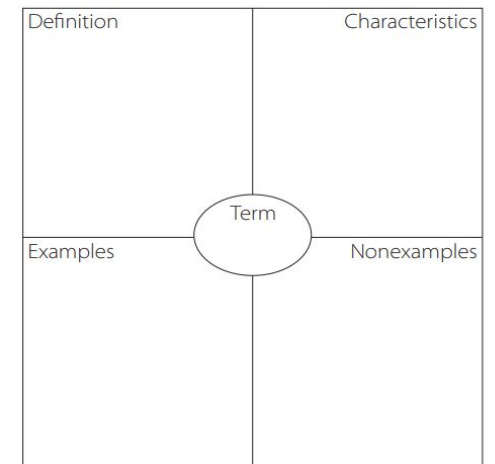 Definition
Characteristics
Term
Examples
Nonexamples